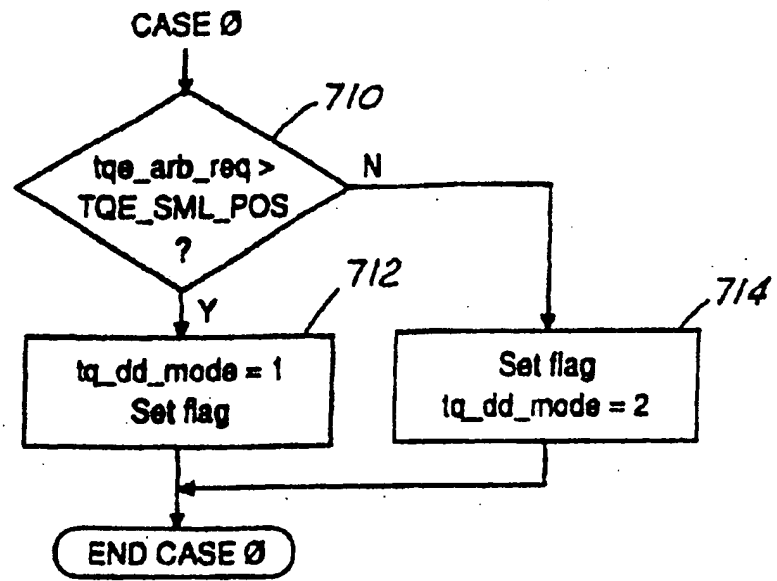 CASE Ø
710
tqe_arb_req >
TQE_SML_POS
?
N
Y
712
tq_dd_mode = 1
Set flag
714
Set flag
tq_dd_mode = 2
END CASE Ø